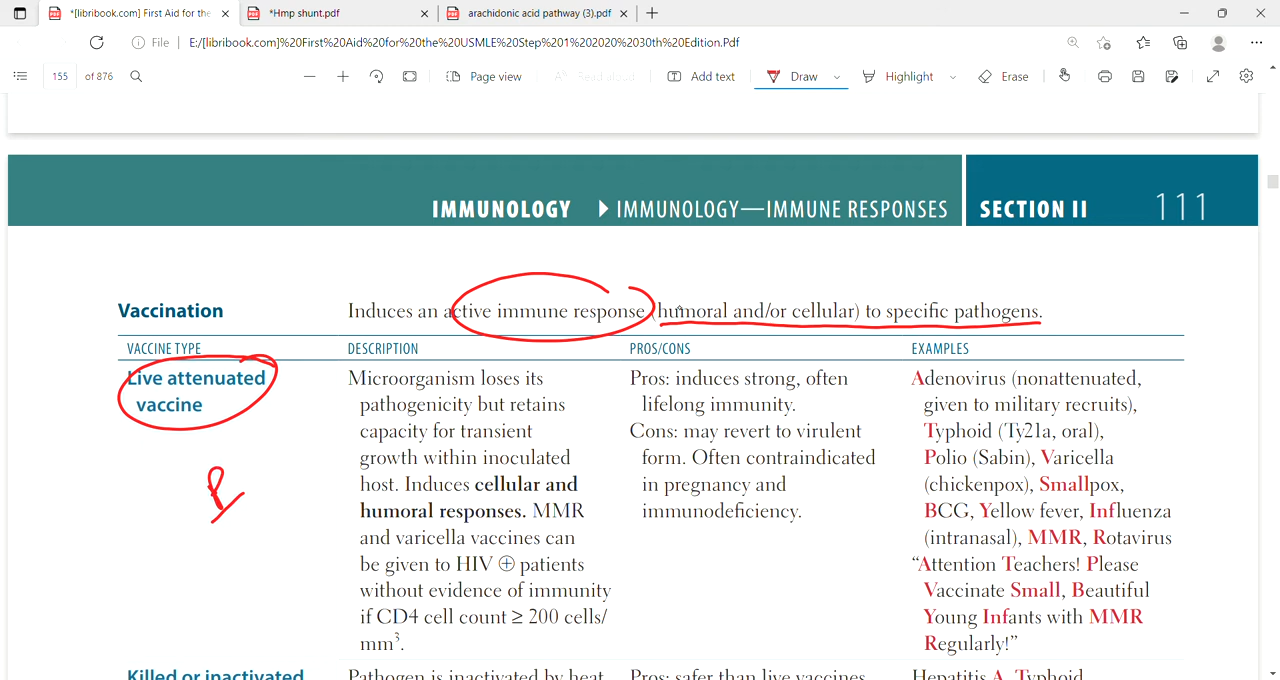 *[libribook.com] First Aid for the
*Hmp shunt.pdf
arachidonic acid pathway (3).pdf
File E:/[libribook.com]%20First%20Aid%20for%20the%20USMLE%20Step%201%202020%2030th%20Edition.Pdf
155 of 876 Page view Read aloud Add text Draw Highlight Erase
IMMUNOLOGY IMMUNOLOGY—IMMUNE RESPONSES SECTION II 111
Vaccination Induces an active immune response (humoral and/or cellular) to specific pathogens.
VACCINE TYPE DESCRIPTION PROS/CONS EXAMPLES
Live attenuated
vaccine
Microorganism loses its
pathogenicity but retains
capacity for transient
growth within inoculated
host. Induces cellular and
humoral responses. MMR
and varicella vaccines can
be given to HIV ⊕ patients
without evidence of immunity
if CD4 cell count ≥ 200 cells/
mm3.
Pros: induces strong, often
lifelong immunity.
Cons: may revert to virulent
form. Often contraindicated
in pregnancy and
immunodeficiency.
Adenovirus (nonattenuated,
given to military recruits),
Typhoid (Ty21a, oral),
Polio (Sabin), Varicella
(chickenpox), Smallpox,
BCG, Yellow fever, Influenza
(intranasal), MMR, Rotavirus
“Attention Teachers! Please
Vaccinate Small, Beautiful
Young Infants with MMR
Regularly!”
Killed or inactivated
Pathogen is inactivated by heat
Pros: safer than live vaccines
Hepatitis A, Typhoid